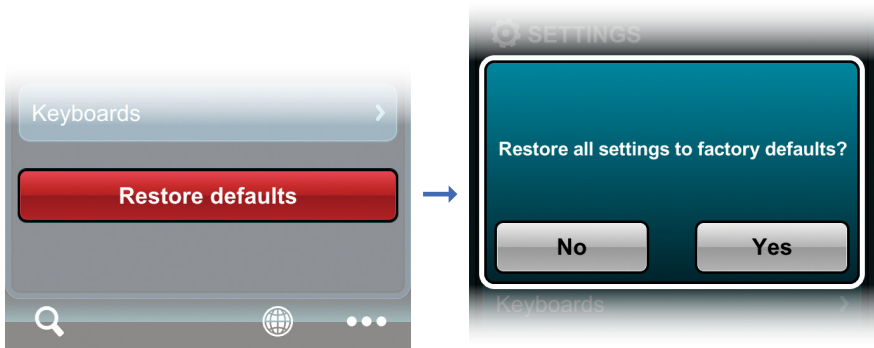 Keyboards
Restore defaults
SETTINGS
Restore all settings to factory defaults?
No
Yes
Keyboards